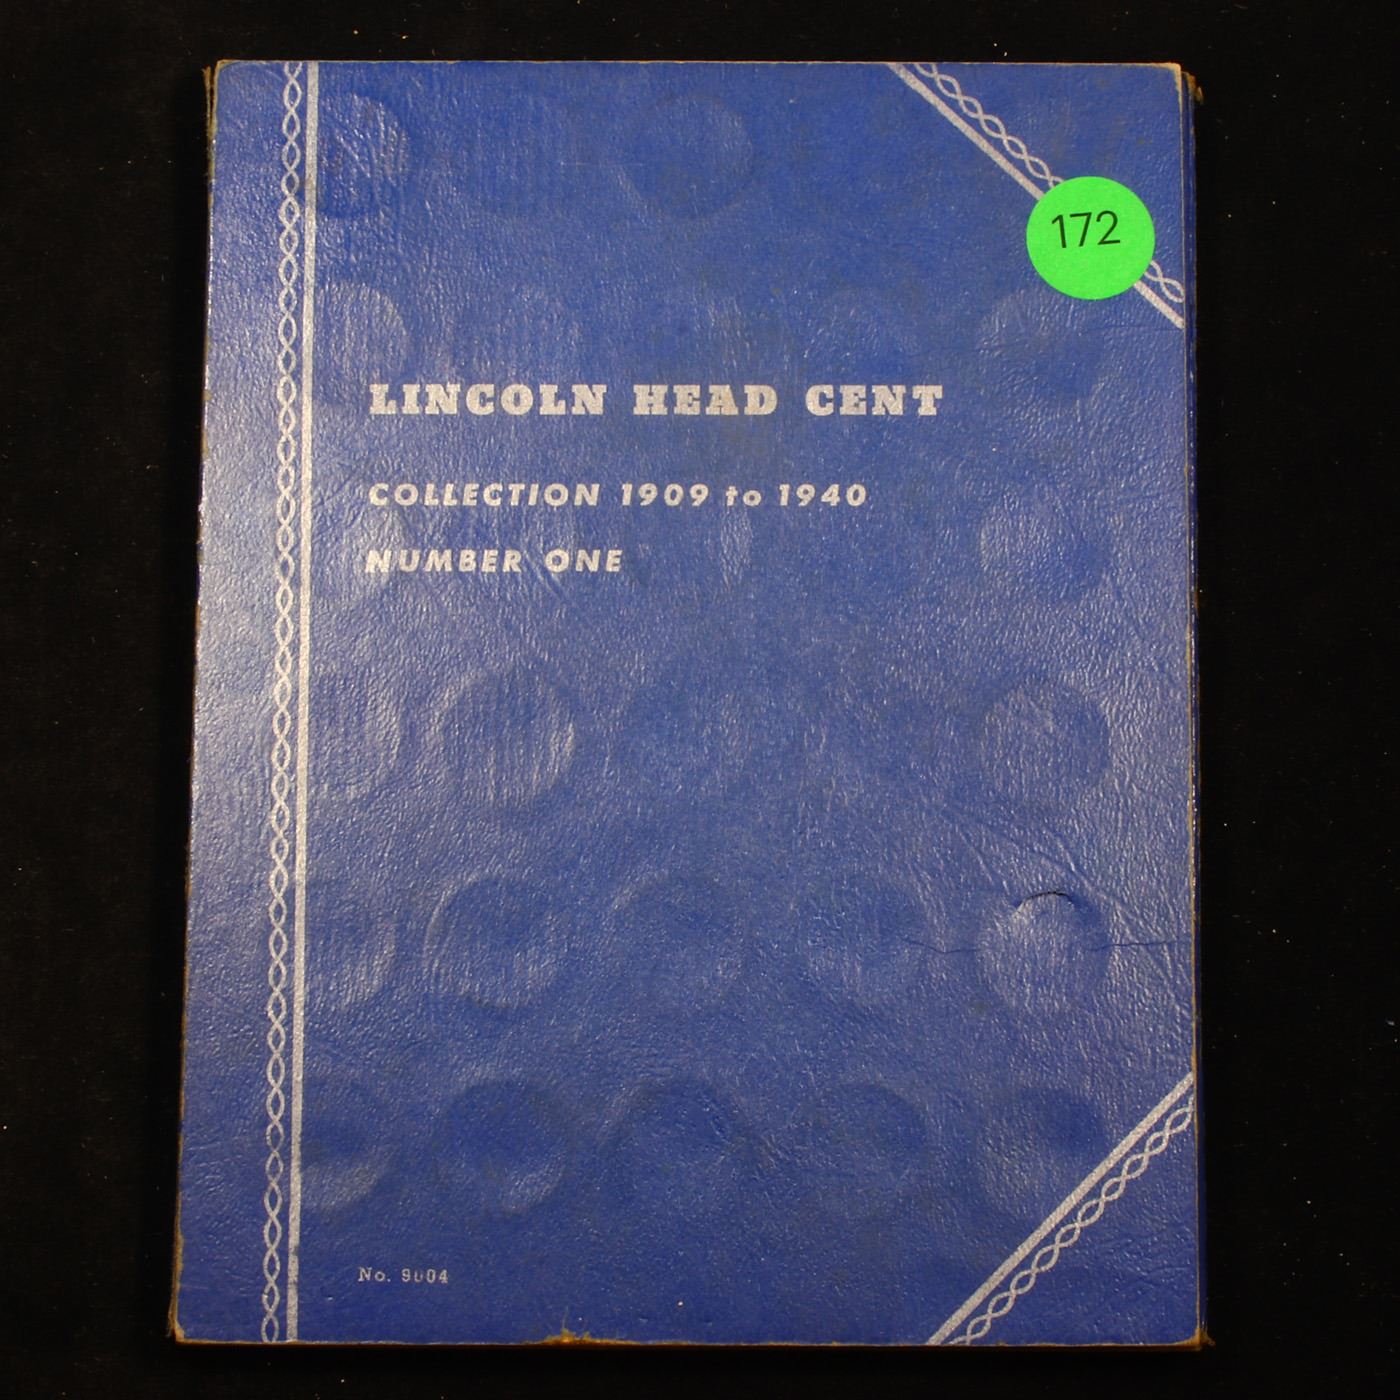 172
LINCOLN HEAD CENT
COLLECTION 1909 to 1940
NUMBER ONE
No. 9004